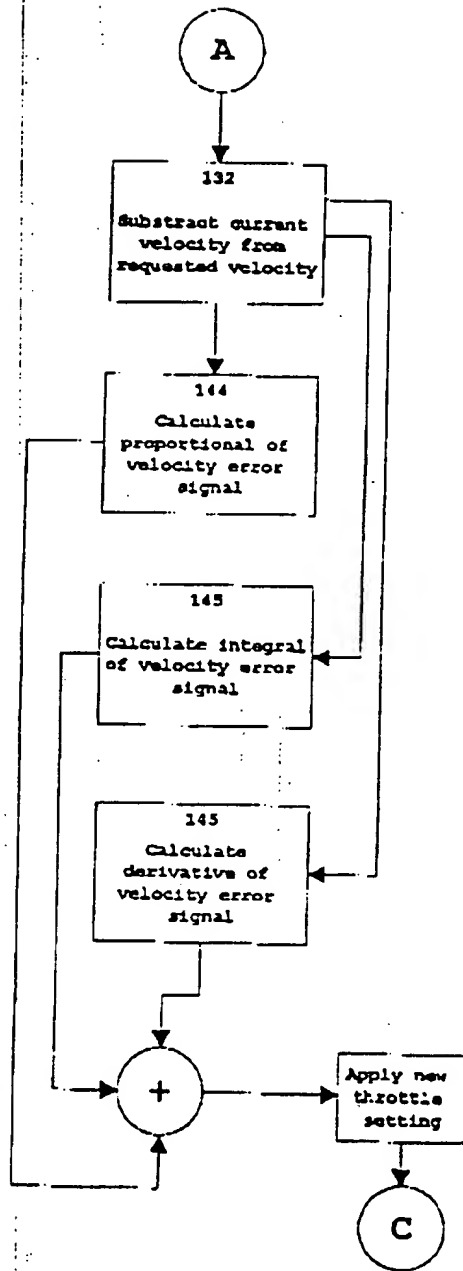 A
132
Substract current
velocity from
requested velocity
144
Calculate
proportional of
velocity error
signal
145
Calculate integral
of velocity error
signal
145
Calculate
derivative of
velocity error
signal
+
Apply new
throttle
setting
C